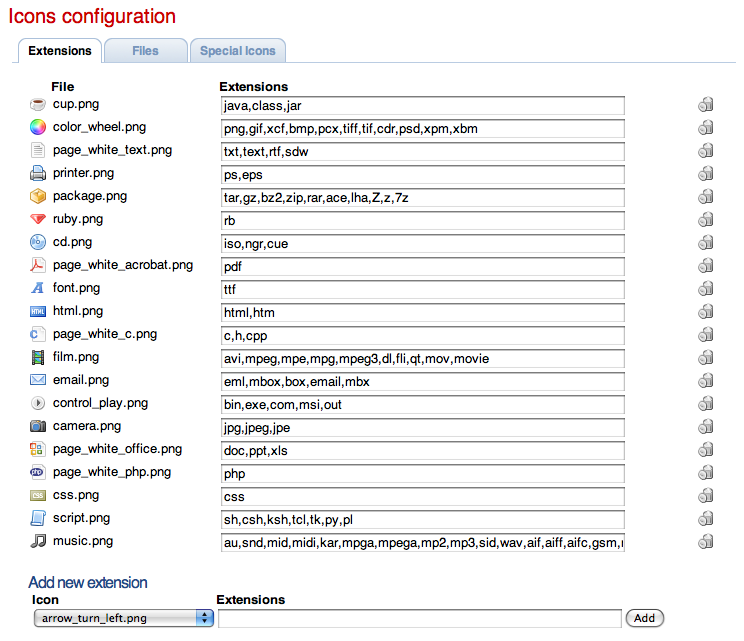 Icons configuration
Extensions Files Special Icons
File Extensions
cup.png java,class,jar
color_wheel.png png,gif,xcf,bmp,pcx,tiff,tif,cdr,psd,xpm,xbm
page_white_text.png txt,text,rtf,sdw
printer.png ps,eps
package.png tar,gz,bz2,zip,rar,ace,lha,Z,z,7z
ruby.png rb
cd.png iso,ngr,cue
page_white_acrobat.png pdf
font.png ttf
HTML html.png html,htm
page_white_c.png c,h,cpp
film.png avi,mpeg,mpe,mpg,mpeg3,dl,fli,qt,mov,movie
email.png eml,mbox,box,email,mbx
control_play.png bin,exe,com,msi,out
camera.png jpg,jpeg,jpe
page_white_office.png doc,ppt,xls
php page_white_php.png php
CSS css.png css
script.png sh,csh,ksh,tcl,tk,py,pl
music.png au,snd,mid,midi,kar,mpga,mpega,mp2,mp3,sid,wav,aif,aiff,aifc,gsm,
Add new extension
Icon Extensions
arrow_turn_left.png Add